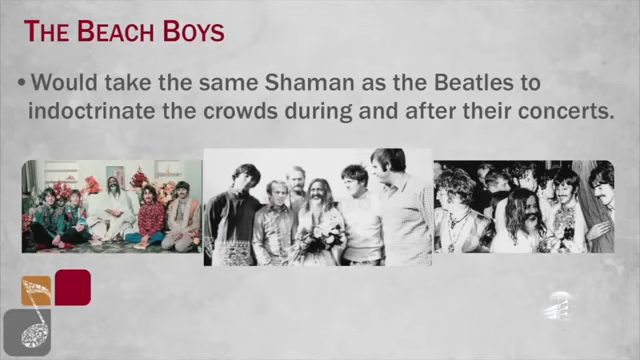 THE BEACH BOYS
•Would take the same Shaman as the Beatles to
indoctrinate the crowds during and after their concerts.